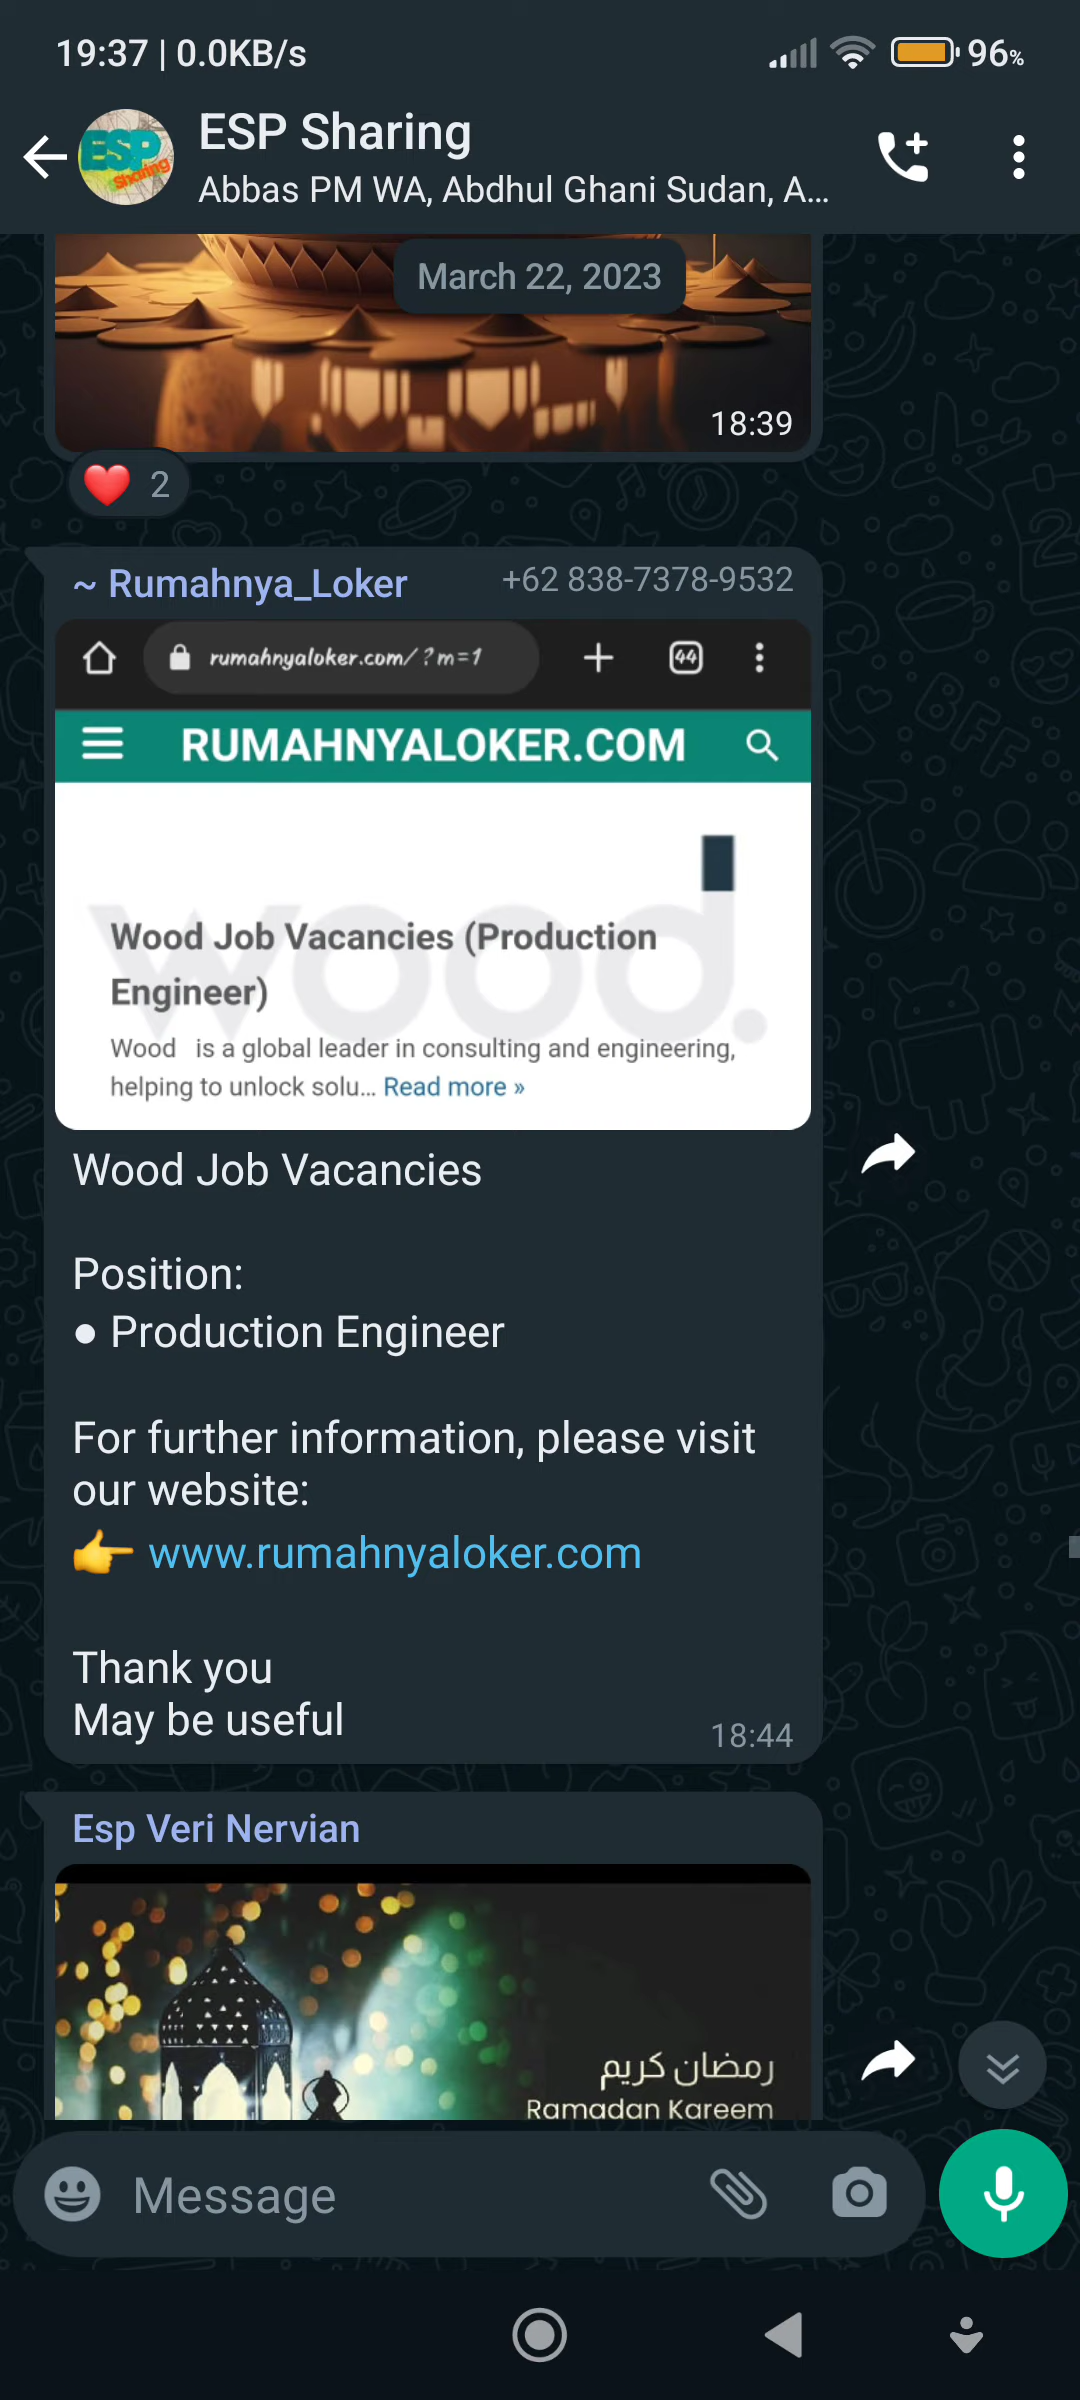 19:37 | 0.0KB/s
96%
ESP Sharing
ESP
Sharing
Abbas PM WA, Abdhul Ghani Sudan, A...
March 22, 2023
18:39
❤️ 2
~ Rumahnya_Loker +62 838-7378-9532
rumahnyaloker.com/?m=1
44
RUMAHNYALOKER.COM
wood.
Wood Job Vacancies (Production
Engineer)
Wood is a global leader in consulting and engineering,
helping to unlock solu... Read more »
Wood Job Vacancies
Position:
● Production Engineer
For further information, please visit
our website:
👉 www.rumahnyaloker.com
Thank you
May be useful
18:44
Esp Veri Nervian
رمضان كريم
Ramadan Kareem
Message